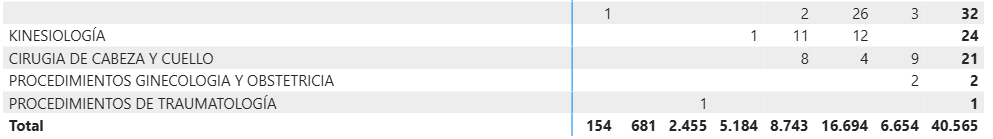 1 2 26 3 32
KINESIOLOGÍA 1 11 12 24
CIRUGIA DE CABEZA Y CUELLO 8 4 9 21
PROCEDIMIENTOS GINECOLOGIA Y OBSTETRICIA 2 2
PROCEDIMIENTOS DE TRAUMATOLOGÍA 1 1
Total 154 681 2.455 5.184 8.743 16.694 6.654 40.565